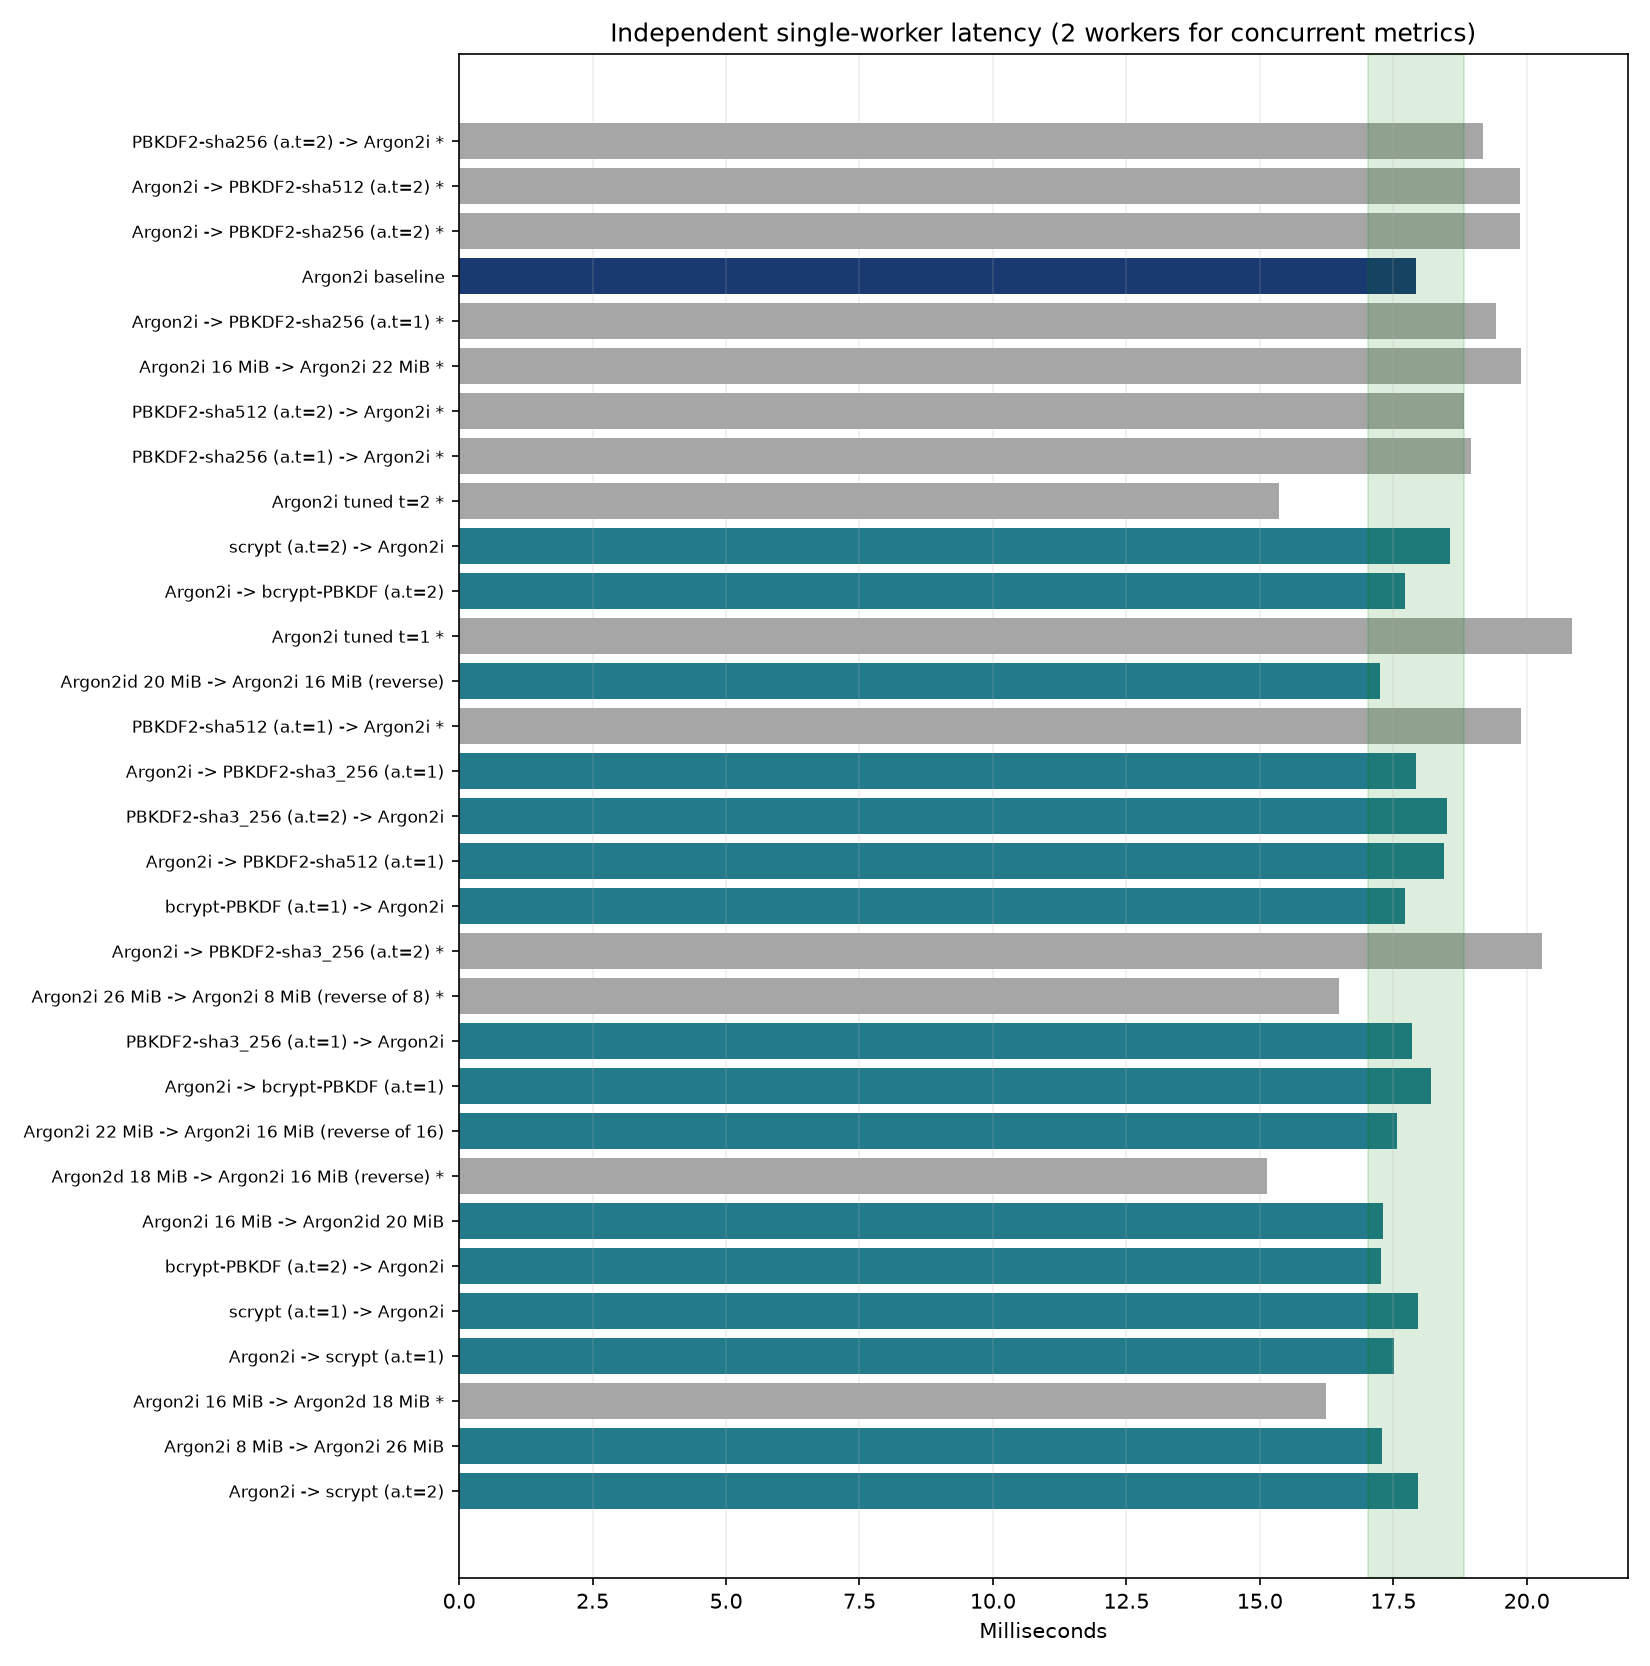 Independent single-worker latency (2 workers for concurrent metrics)
PBKDF2-sha256 (a.t=2) -> Argon2i *
Argon2i -> PBKDF2-sha512 (a.t=2) *
Argon2i -> PBKDF2-sha256 (a.t=2) *
Argon2i baseline
Argon2i -> PBKDF2-sha256 (a.t=1) *
Argon2i 16 MiB -> Argon2i 22 MiB *
PBKDF2-sha512 (a.t=2) -> Argon2i *
PBKDF2-sha256 (a.t=1) -> Argon2i *
Argon2i tuned t=2 *
scrypt (a.t=2) -> Argon2i
Argon2i -> bcrypt-PBKDF (a.t=2)
Argon2i tuned t=1 *
Argon2id 20 MiB -> Argon2i 16 MiB (reverse)
PBKDF2-sha512 (a.t=1) -> Argon2i *
Argon2i -> PBKDF2-sha3_256 (a.t=1)
PBKDF2-sha3_256 (a.t=2) -> Argon2i
Argon2i -> PBKDF2-sha512 (a.t=1)
bcrypt-PBKDF (a.t=1) -> Argon2i
Argon2i -> PBKDF2-sha3_256 (a.t=2) *
Argon2i 26 MiB -> Argon2i 8 MiB (reverse of 8) *
PBKDF2-sha3_256 (a.t=1) -> Argon2i
Argon2i -> bcrypt-PBKDF (a.t=1)
Argon2i 22 MiB -> Argon2i 16 MiB (reverse of 16)
Argon2d 18 MiB -> Argon2i 16 MiB (reverse) *
Argon2i 16 MiB -> Argon2id 20 MiB
bcrypt-PBKDF (a.t=2) -> Argon2i
scrypt (a.t=1) -> Argon2i
Argon2i -> scrypt (a.t=1)
Argon2i 16 MiB -> Argon2d 18 MiB *
Argon2i 8 MiB -> Argon2i 26 MiB
Argon2i -> scrypt (a.t=2)
0.0 2.5 5.0 7.5 10.0 12.5 15.0 17.5 20.0
Milliseconds